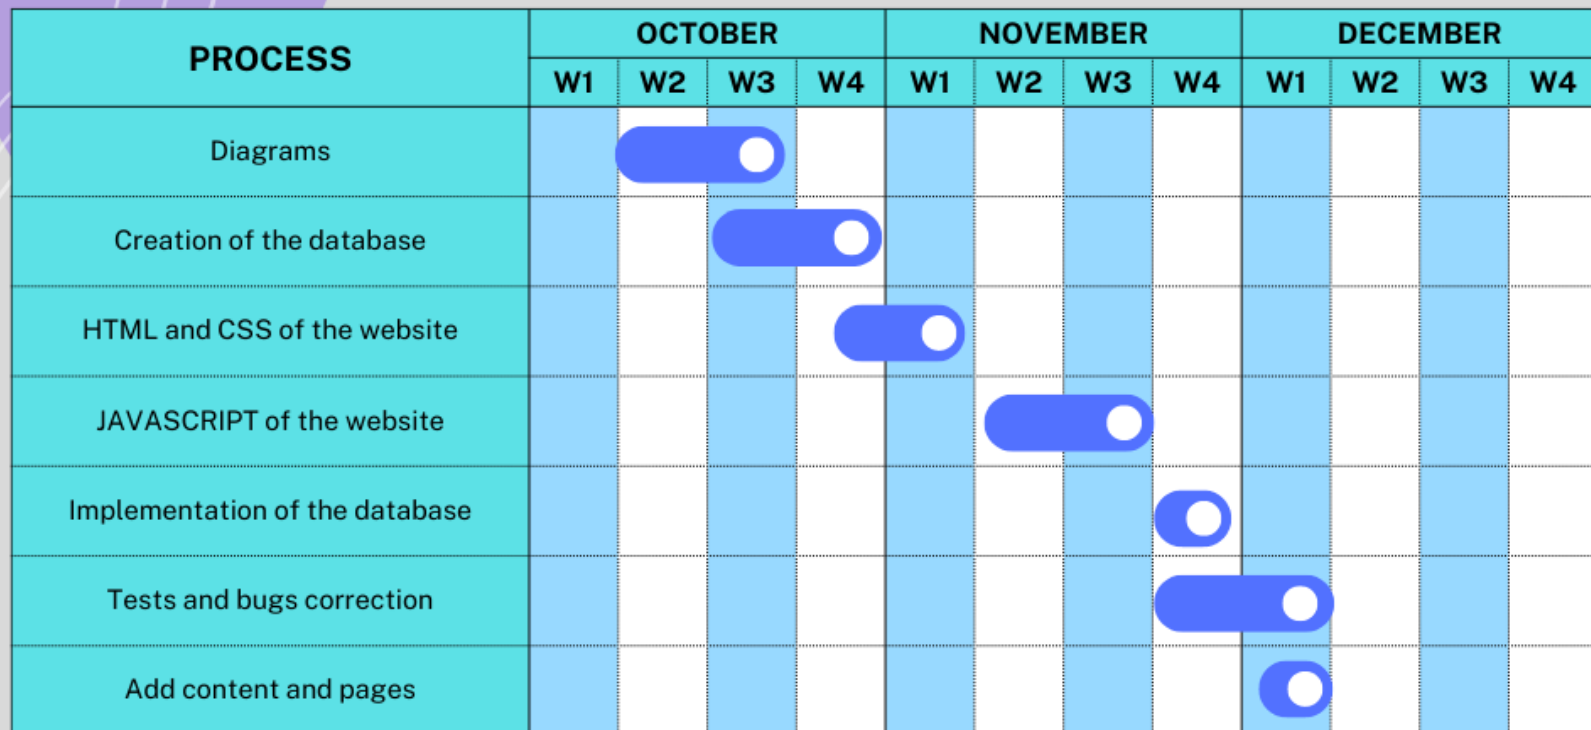 PROCESS
OCTOBER NOVEMBER DECEMBER
W1 W2 W3 W4 W1 W2 W3 W4 W1 W2 W3 W4
Diagrams
Creation of the database
HTML and CSS of the website
JAVASCRIPT of the website
Implementation of the database
Tests and bugs correction
Add content and pages